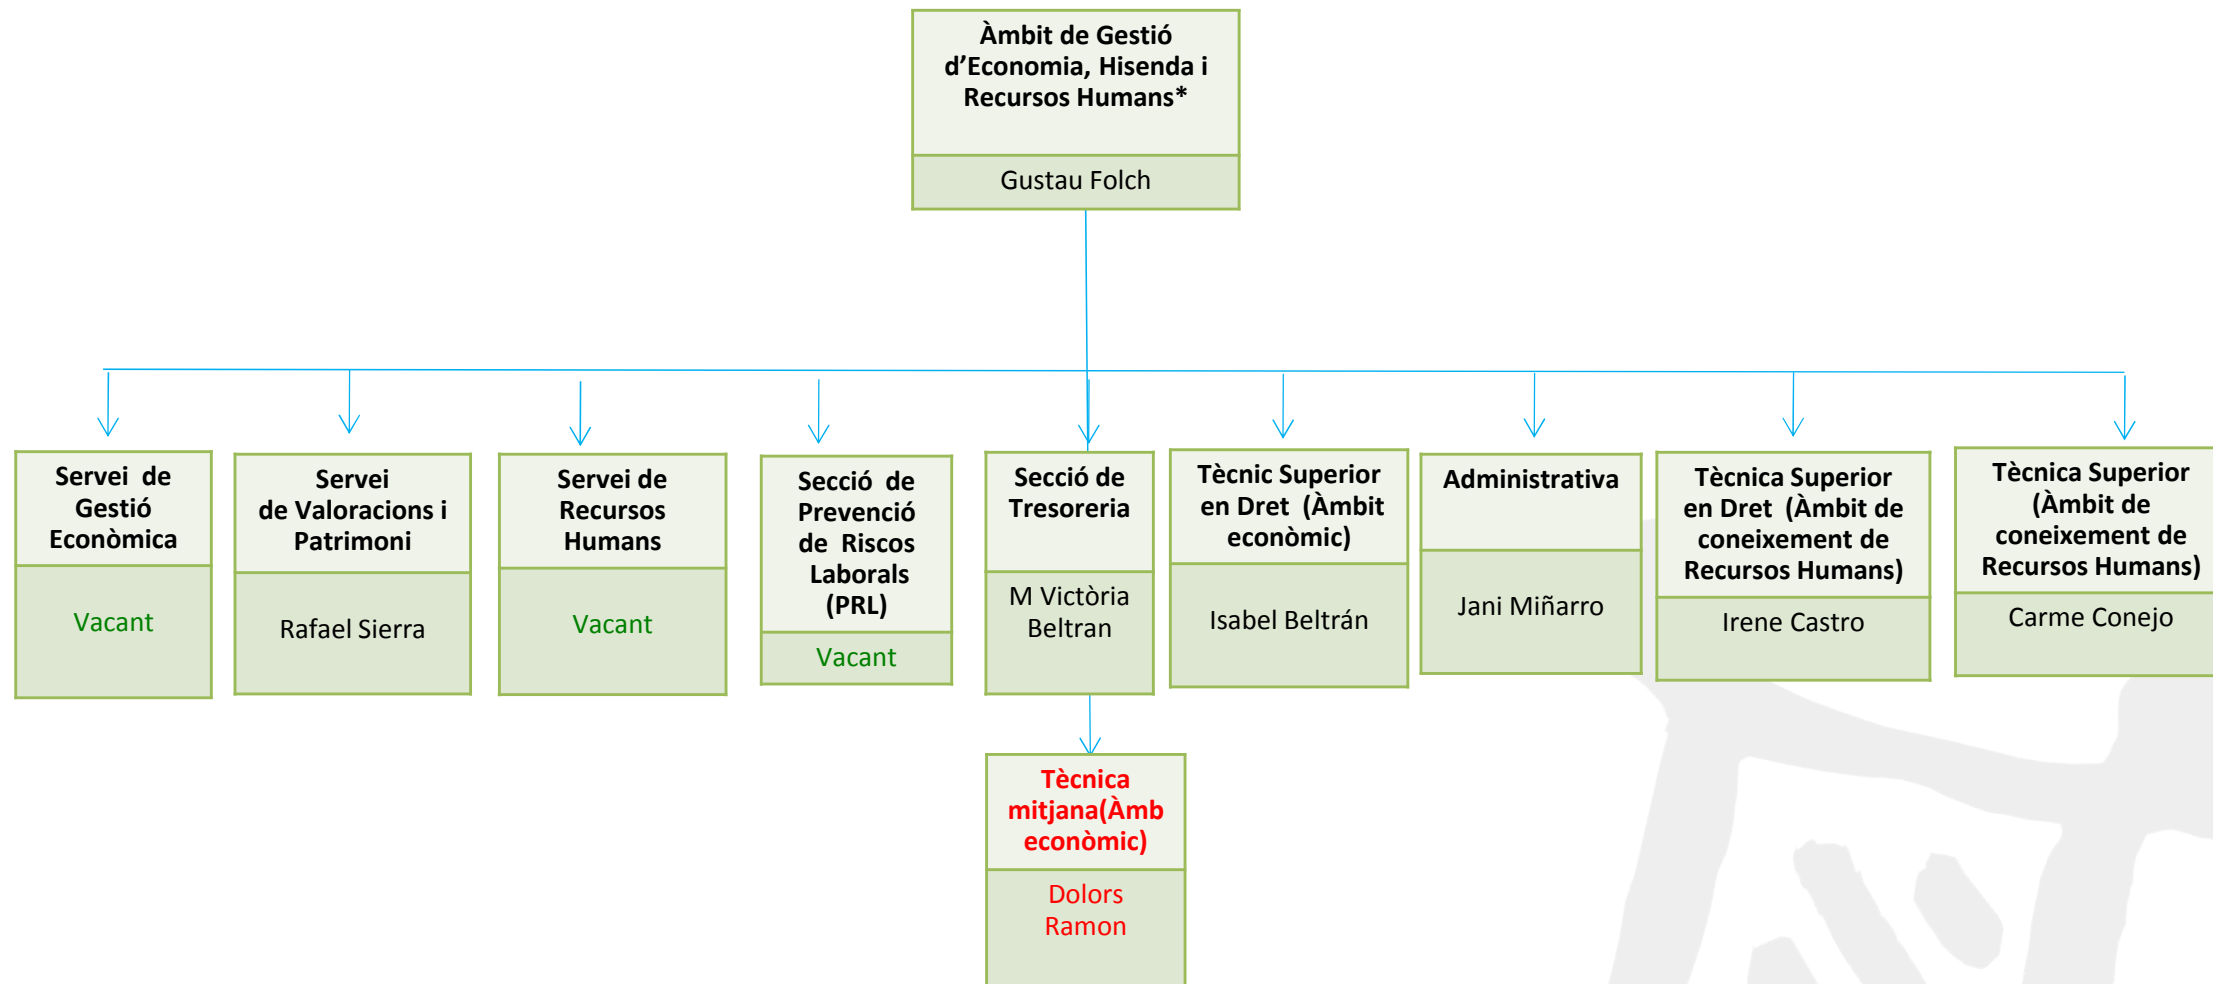 Àmbit de Gestió
d’Economia, Hisenda i
Recursos Humans*
Gustau Folch
Servei de
Gestió
Econòmica
Vacant
Servei
de Valoracions i
Patrimoni
Rafael Sierra
Servei de
Recursos
Humans
Vacant
Secció de
Prevenció
de Riscos
Laborals
(PRL)
Vacant
Secció de
Tresoreria
M Victòria
Beltran
Tècnic Superior
en Dret (Àmbit
econòmic)
Isabel Beltrán
Administrativa
Jani Miñarro
Tècnica Superior
en Dret (Àmbit de
coneixement de
Recursos Humans)
Irene Castro
Tècnica Superior
(Àmbit de
coneixement de
Recursos Humans)
Carme Conejo
Tècnica
mitjana(Àmb
econòmic)
Dolors
Ramon